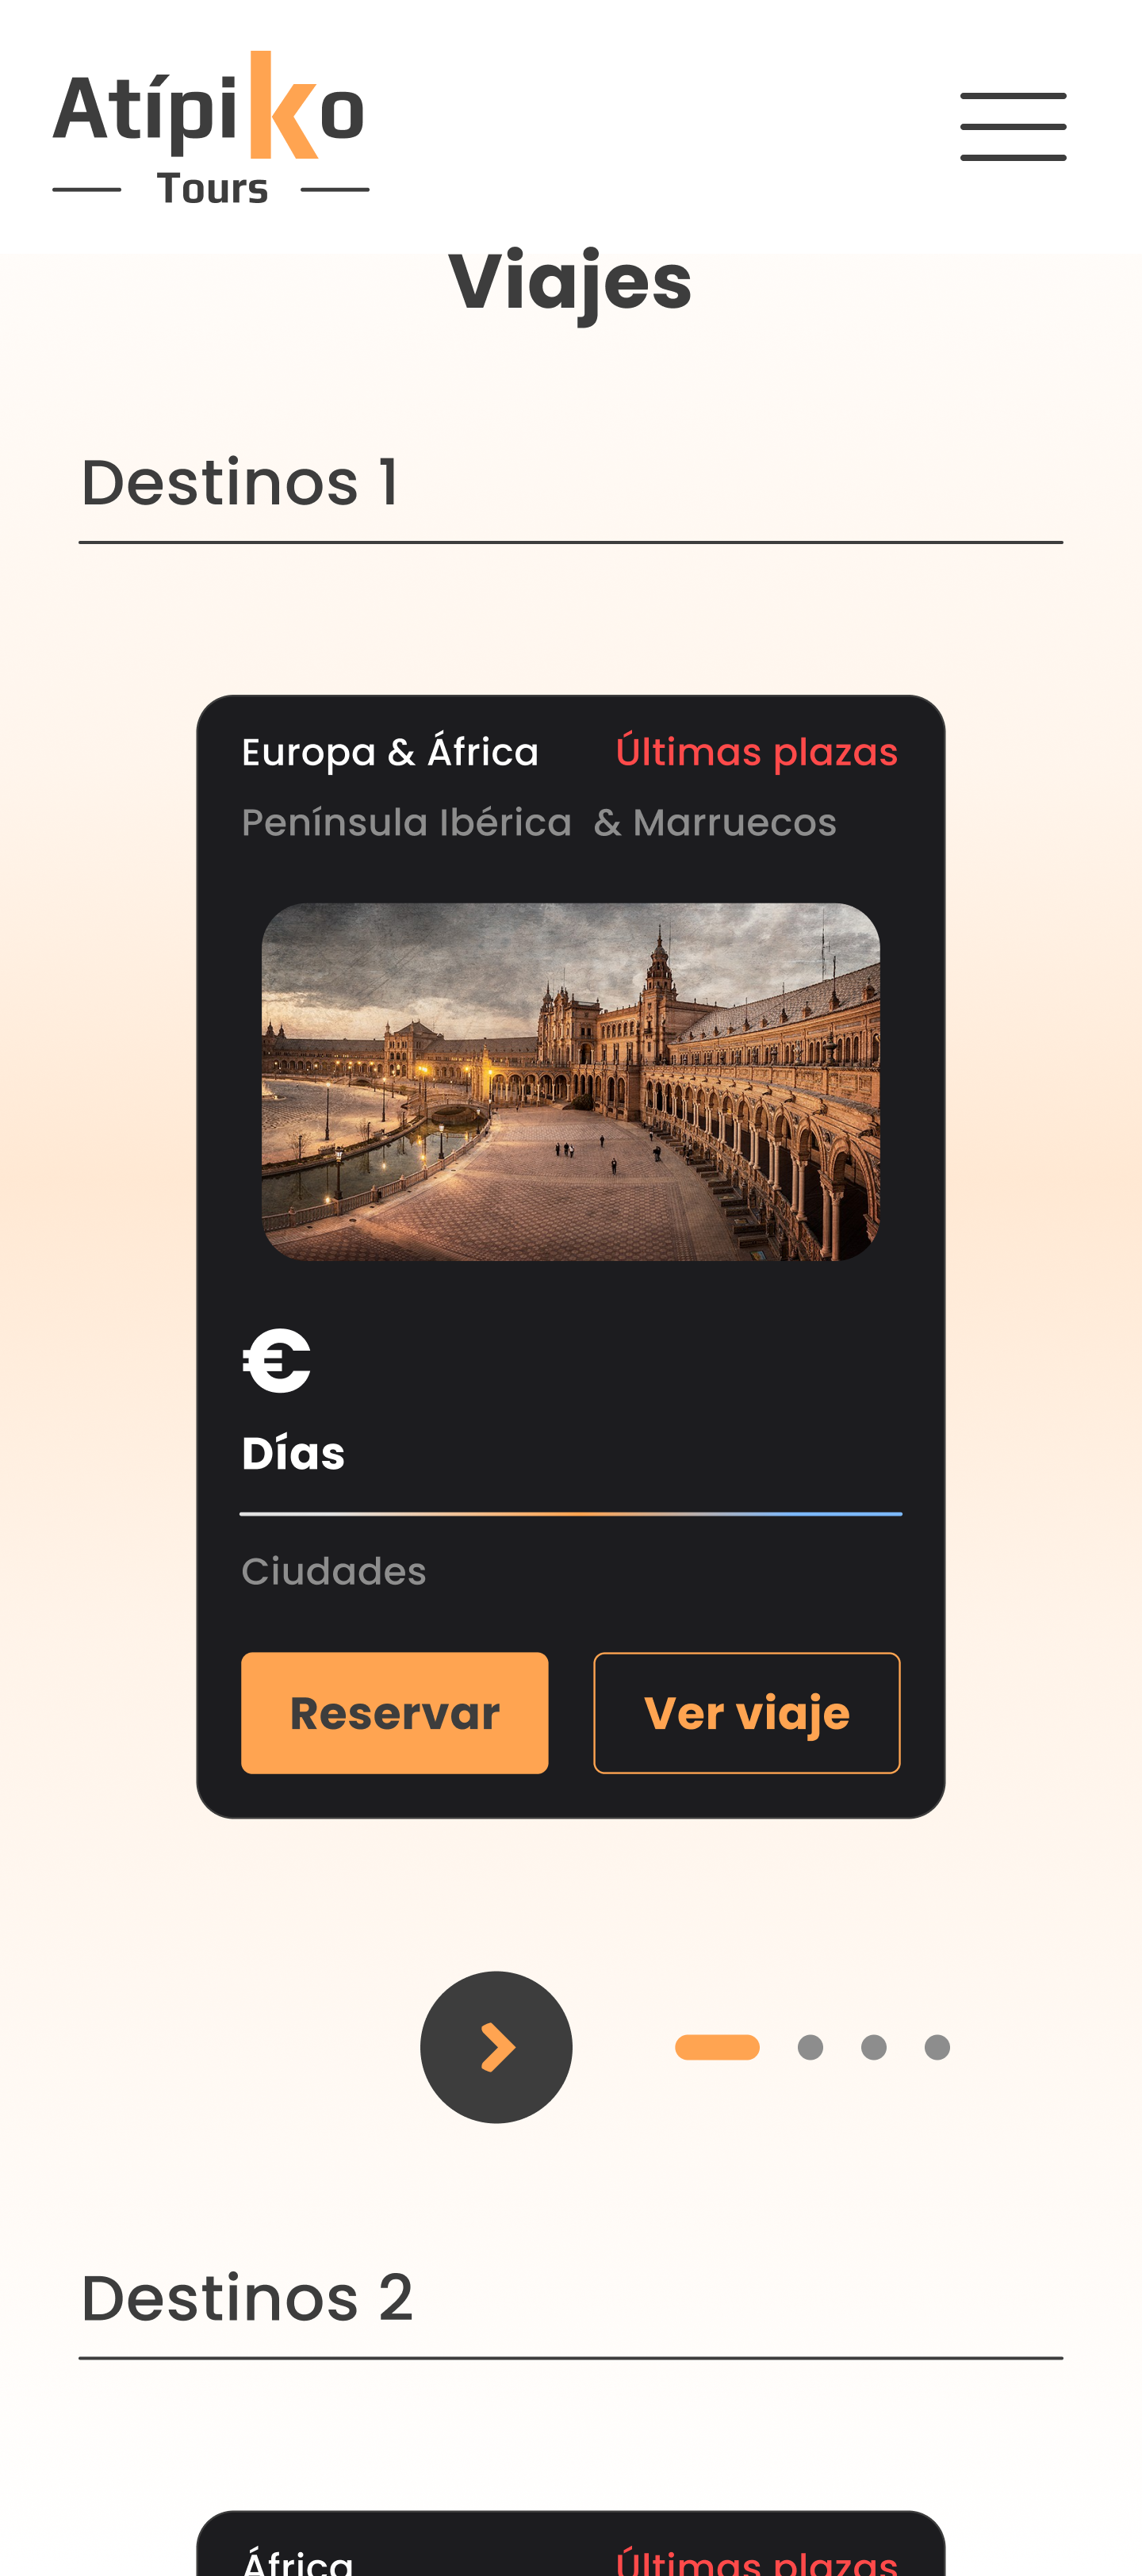 Atípiko
Tours
Viajes
Destinos 1
Europa & África Últimas plazas
Península Ibérica & Marruecos
€
Días
Ciudades
Reservar Ver viaje
Destinos 2
África Últimas plazas